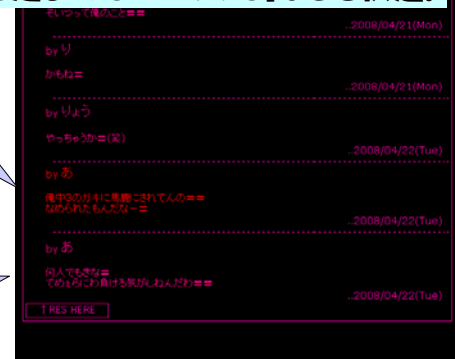 そいつって俺のこと==
..2008/04/21(Mon)
by り
かもね=
..2008/04/21(Mon)
by りょう
やっちゃうか=(笑)
..2008/04/22(Tue)
by あ
俺中3のガキに馬鹿にされてんの==
なめられたもんだなー=
..2008/04/22(Tue)
by あ
何人でもきな=
てめぇらにわ負ける気がしねんだわ==
..2008/04/22(Tue)
↑RES HERE